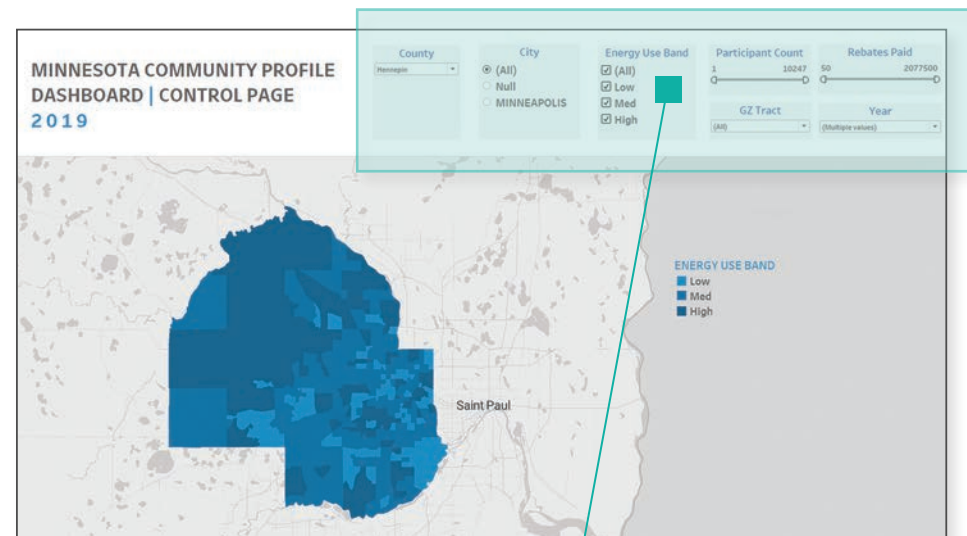 MINNESOTA COMMUNITY PROFILE
DASHBOARD | CONTROL PAGE
2019
County
Hennepin
City
(All)
Null
MINNEAPOLIS
Energy Use Band
(All)
Low
Med
High
Participant Count
1 10247
Rebates Paid
50 2077500
GZ Tract
(All)
Year
(Multiple values)
ENERGY USE BAND
Low
Med
High
Saint Paul